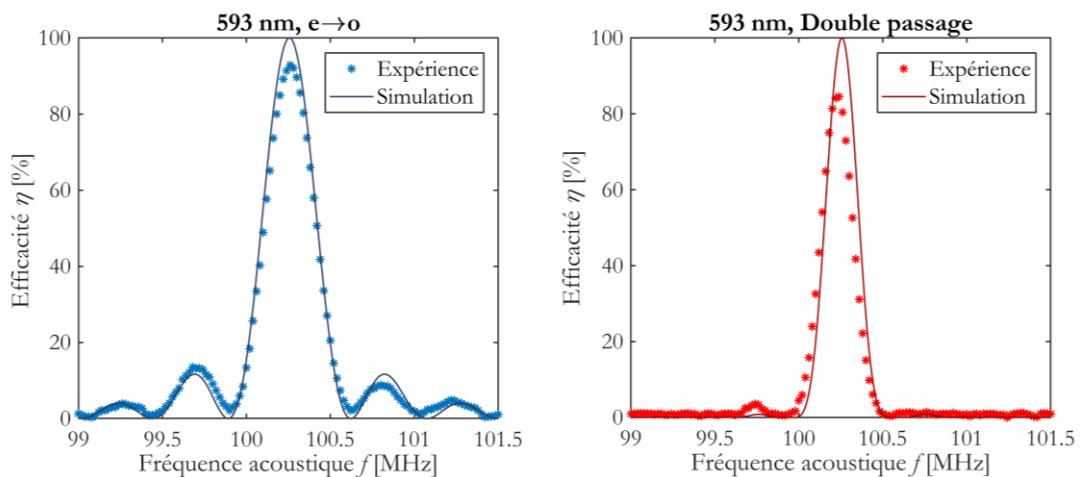 593 nm, e→o
Efficacité η [%]
100
80
60
40
20
0
Expérience
Simulation
99
99.5
100
100.5
101
101.5
Fréquence acoustique f [MHz]
593 nm, Double passage
Efficacité η [%]
100
80
60
40
20
0
Expérience
Simulation
99
99.5
100
100.5
101
101.5
Fréquence acoustique f [MHz]